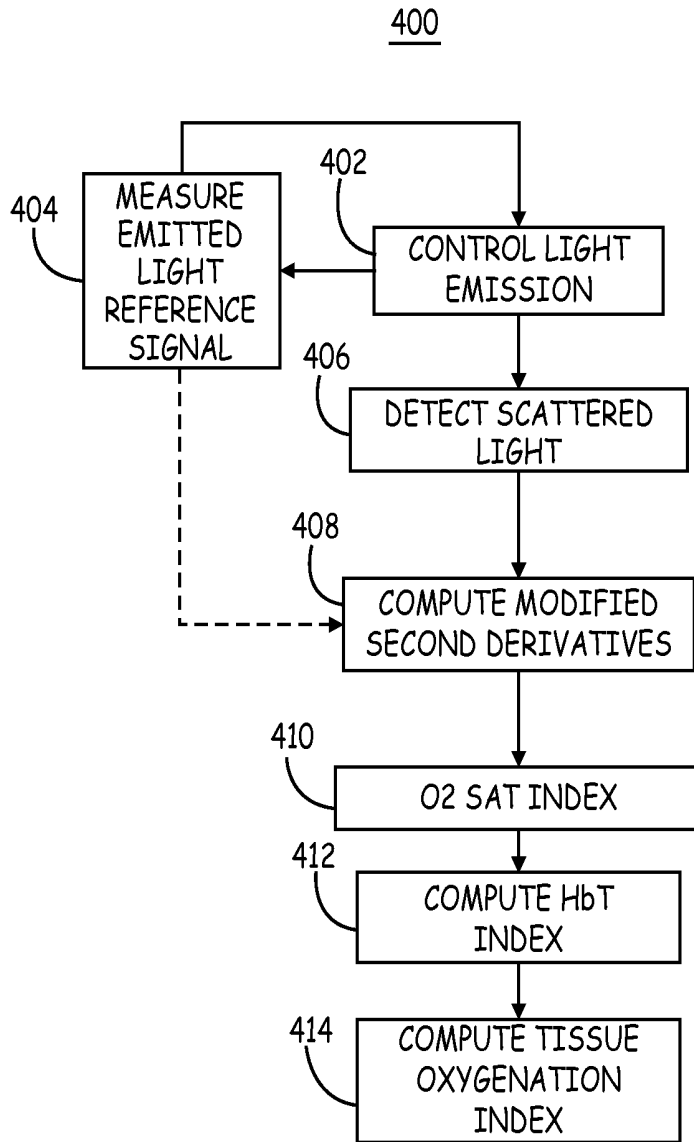 400
402
404
MEASURE
EMITTED
LIGHT
REFERENCE
SIGNAL
CONTROL LIGHT
EMISSION
406
DETECT SCATTERED
LIGHT
408
COMPUTE MODIFIED
SECOND DERIVATIVES
410
O2 SAT INDEX
412
COMPUTE HbT
INDEX
414
COMPUTE TISSUE
OXYGENATION
INDEX